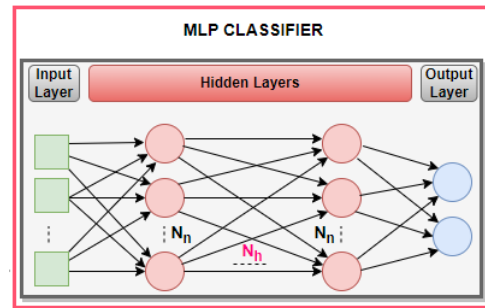 MLP CLASSIFIER
Input
Layer
Hidden Layers
Output
Layer
Nn
Nn
Nh